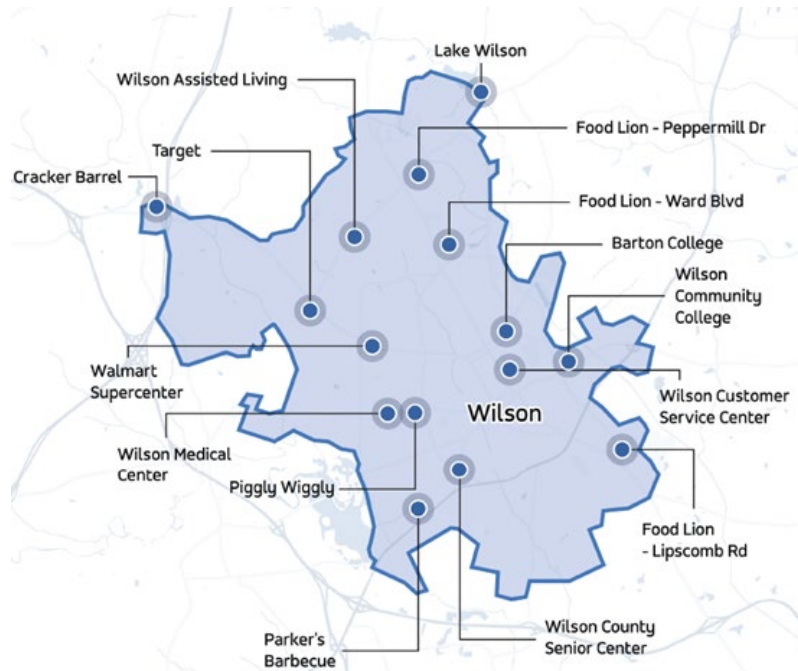 Lake Wilson
Wilson Assisted Living
Food Lion - Peppermill Dr
Target
Cracker Barrel
Food Lion - Ward Blvd
Barton College
Wilson
Community
College
Walmart
Supercenter
Wilson Customer
Service Center
Wilson
Wilson Medical
Center
Piggly Wiggly
Food Lion
- Lipscomb Rd
Parker's
Barbecue
Wilson County
Senior Center